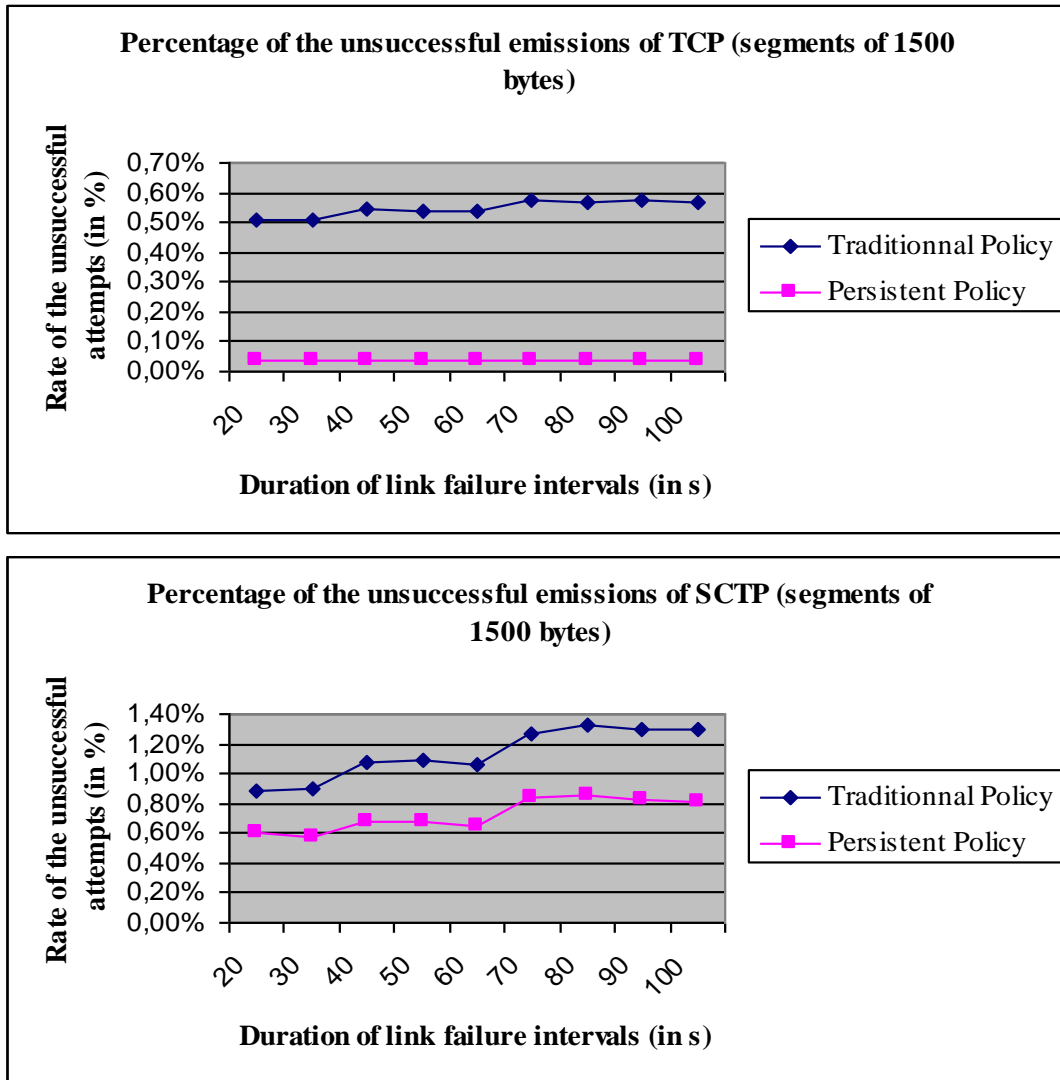 Percentage of the unsuccessful emissions of TCP (segments of 1500
bytes)
Rate of the unsuccessful
attempts (in %)
0,70%
0,60%
0,50%
0,40%
0,30%
0,20%
0,10%
0,00%
20
30
40
50
60
70
80
90
100
Duration of link failure intervals (in s)
Traditionnal Policy
Persistent Policy
Percentage of the unsuccessful emissions of SCTP (segments of
1500 bytes)
Rate of the unsuccessful
attempts (in %)
1,40%
1,20%
1,00%
0,80%
0,60%
0,40%
0,20%
0,00%
20
30
40
50
60
70
80
90
100
Duration of link failure intervals (in s)
Traditionnal Policy
Persistent Policy